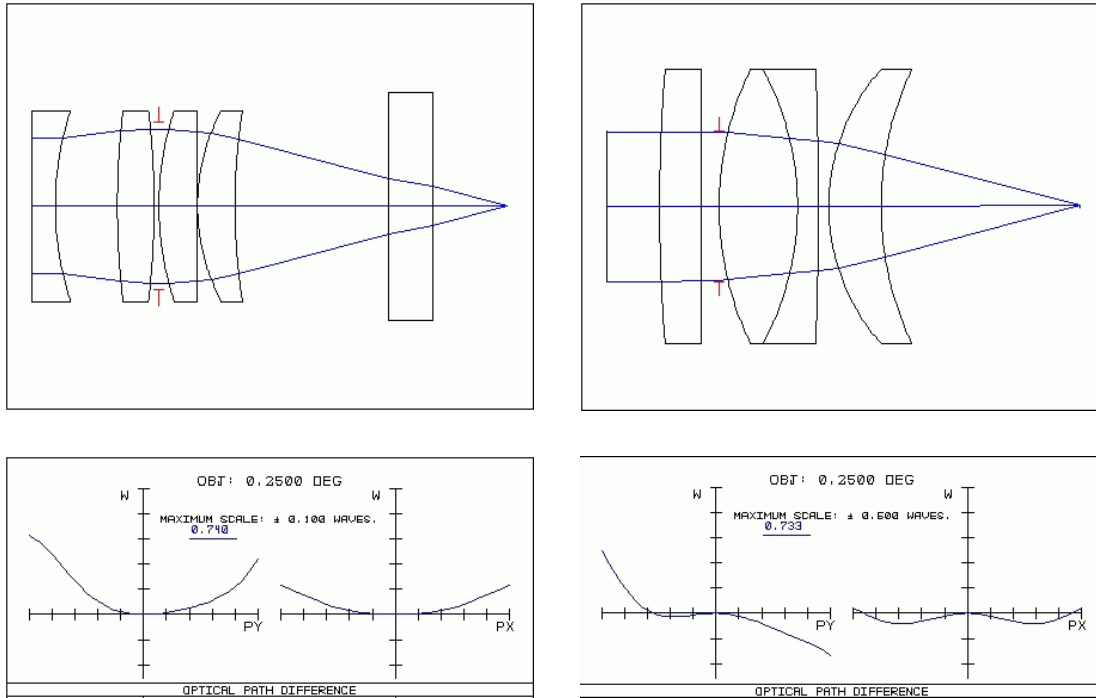 OBJ: 0.2500 DEG
W
W
MAXIMUM SCALE: ± 0.100 WAVES.
0.740
PY
PX
OPTICAL PATH DIFFERENCE
OBJ: 0.2500 DEG
W
W
MAXIMUM SCALE: ± 0.500 WAVES.
0.733
PY
PX
OPTICAL PATH DIFFERENCE